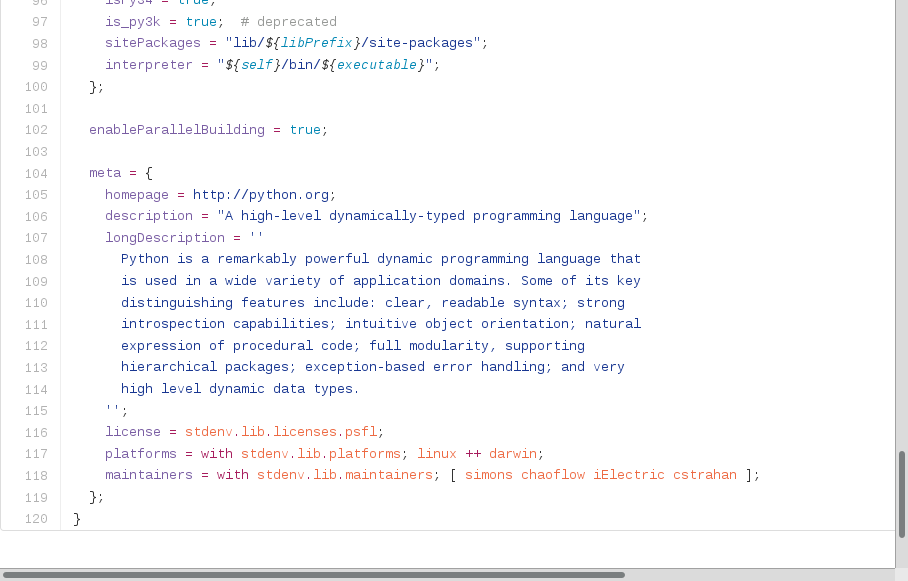 96 isPy34 = true;
97 is_py3k = true;  # deprecated
98 sitePackages = "lib/${libPrefix}/site-packages";
99 interpreter = "${self}/bin/${executable}";
100 };
101
102 enableParallelBuilding = true;
103
104 meta = {
105 homepage = http://python.org;
106 description = "A high-level dynamically-typed programming language";
107 longDescription = ''
108 Python is a remarkably powerful dynamic programming language that
109 is used in a wide variety of application domains. Some of its key
110 distinguishing features include: clear, readable syntax; strong
111 introspection capabilities; intuitive object orientation; natural
112 expression of procedural code; full modularity, supporting
113 hierarchical packages; exception-based error handling; and very
114 high level dynamic data types.
115 '';
116 license = stdenv.lib.licenses.psfl;
117 platforms = with stdenv.lib.platforms; linux ++ darwin;
118 maintainers = with stdenv.lib.maintainers; [ simons chaoflow iElectric cstrahan ];
119 };
120 }